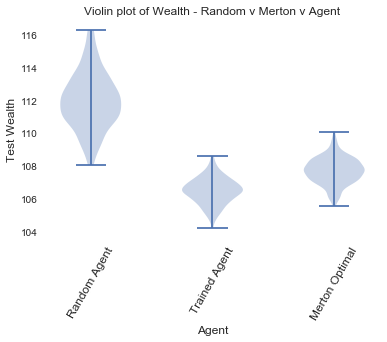 Violin plot of Wealth - Random v Merton v Agent
116
114
112
110
108
106
104
Test Wealth
Random Agent
Trained Agent
Merton Optimal
Agent